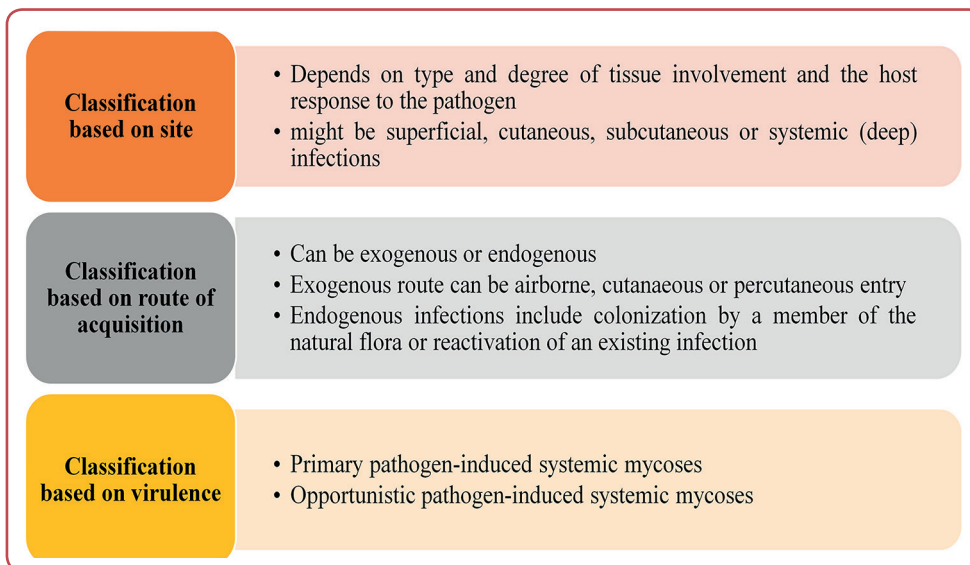 Classification
based on site
• Depends on type and degree of tissue involvement and the host
response to the pathogen
• might be superficial, cutaneous, subcutaneous or systemic (deep)
infections
Classification
based on route of
acquisition
• Can be exogenous or endogenous
• Exogenous route can be airborne, cutanaeous or percutaneous entry
• Endogenous infections include colonization by a member of the
natural flora or reactivation of an existing infection
Classification
based on virulence
• Primary pathogen-induced systemic mycoses
• Opportunistic pathogen-induced systemic mycoses